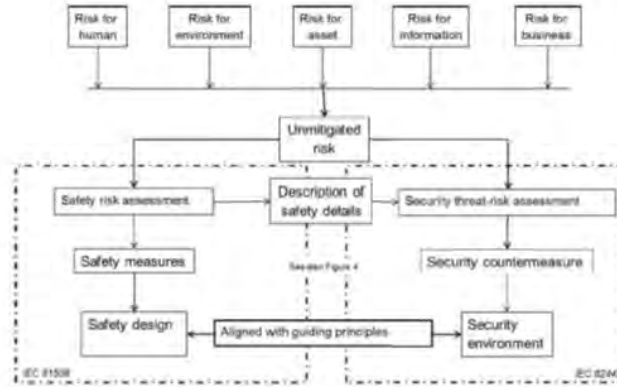 Risk for
human
Risk for
environment
Risk for
asset
Risk for
information
Risk for
business
Unmitigated
risk
Safety risk assessment
Description of
safety details
Security threat-risk assessment
Safety measures
See also Figure 4
Security countermeasure
Safety design
Aligned with guiding principles
Security
environment
IEC 61508
IEC